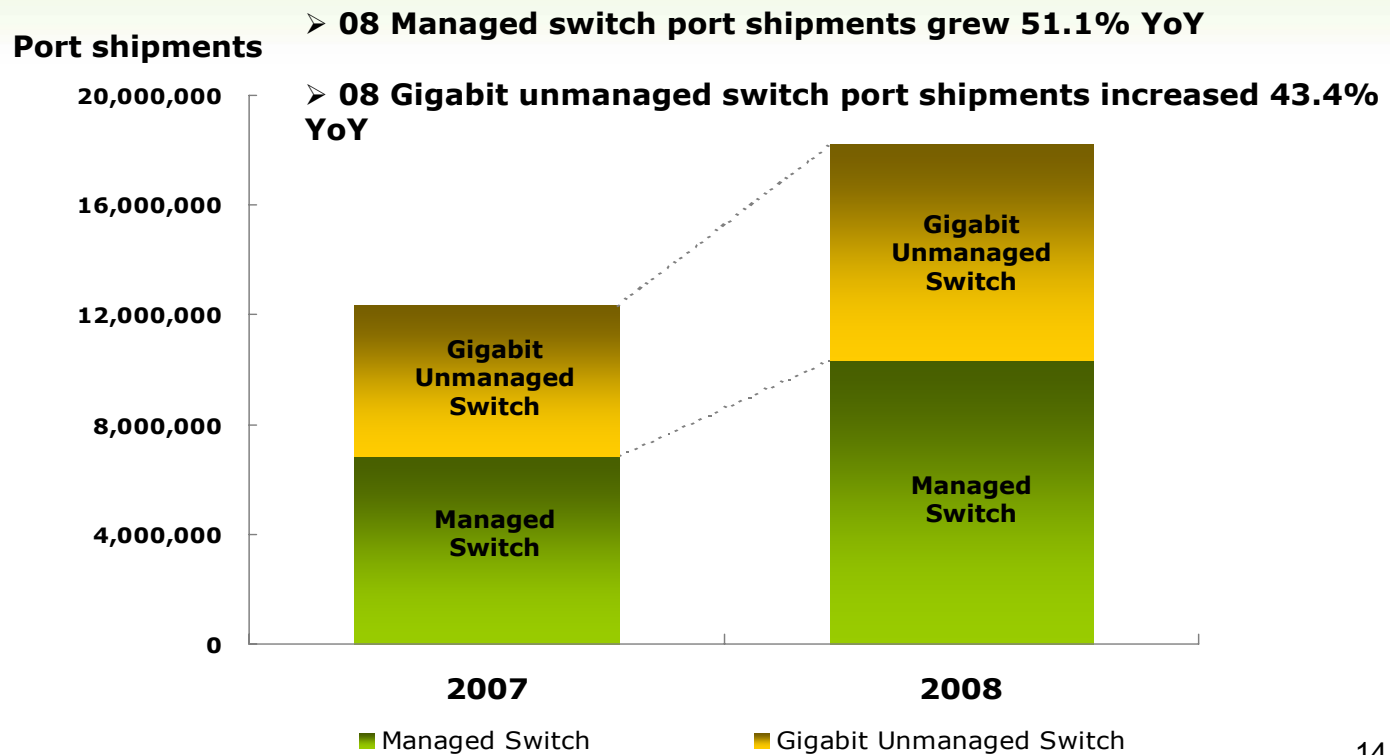 ➢ 08 Managed switch port shipments grew 51.1% YoY
Port shipments
➢ 08 Gigabit unmanaged switch port shipments increased 43.4%
YoY
20,000,000
16,000,000
12,000,000
8,000,000
4,000,000
0
Gigabit
Unmanaged
Switch
Managed
Switch
Gigabit
Unmanaged
Switch
Managed
Switch
2007
2008
Managed Switch
Gigabit Unmanaged Switch
14